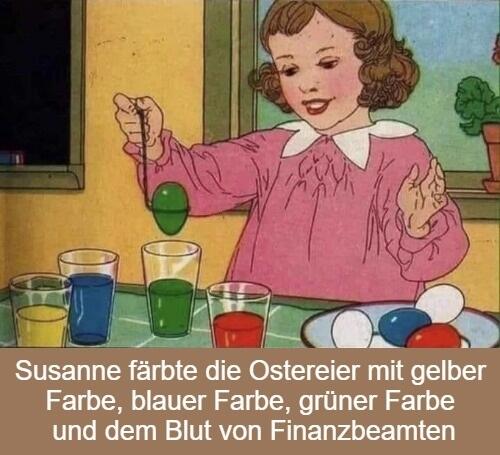 Susanne färbte die Ostereier mit gelber
Farbe, blauer Farbe, grüner Farbe
und dem Blut von Finanzbeamten